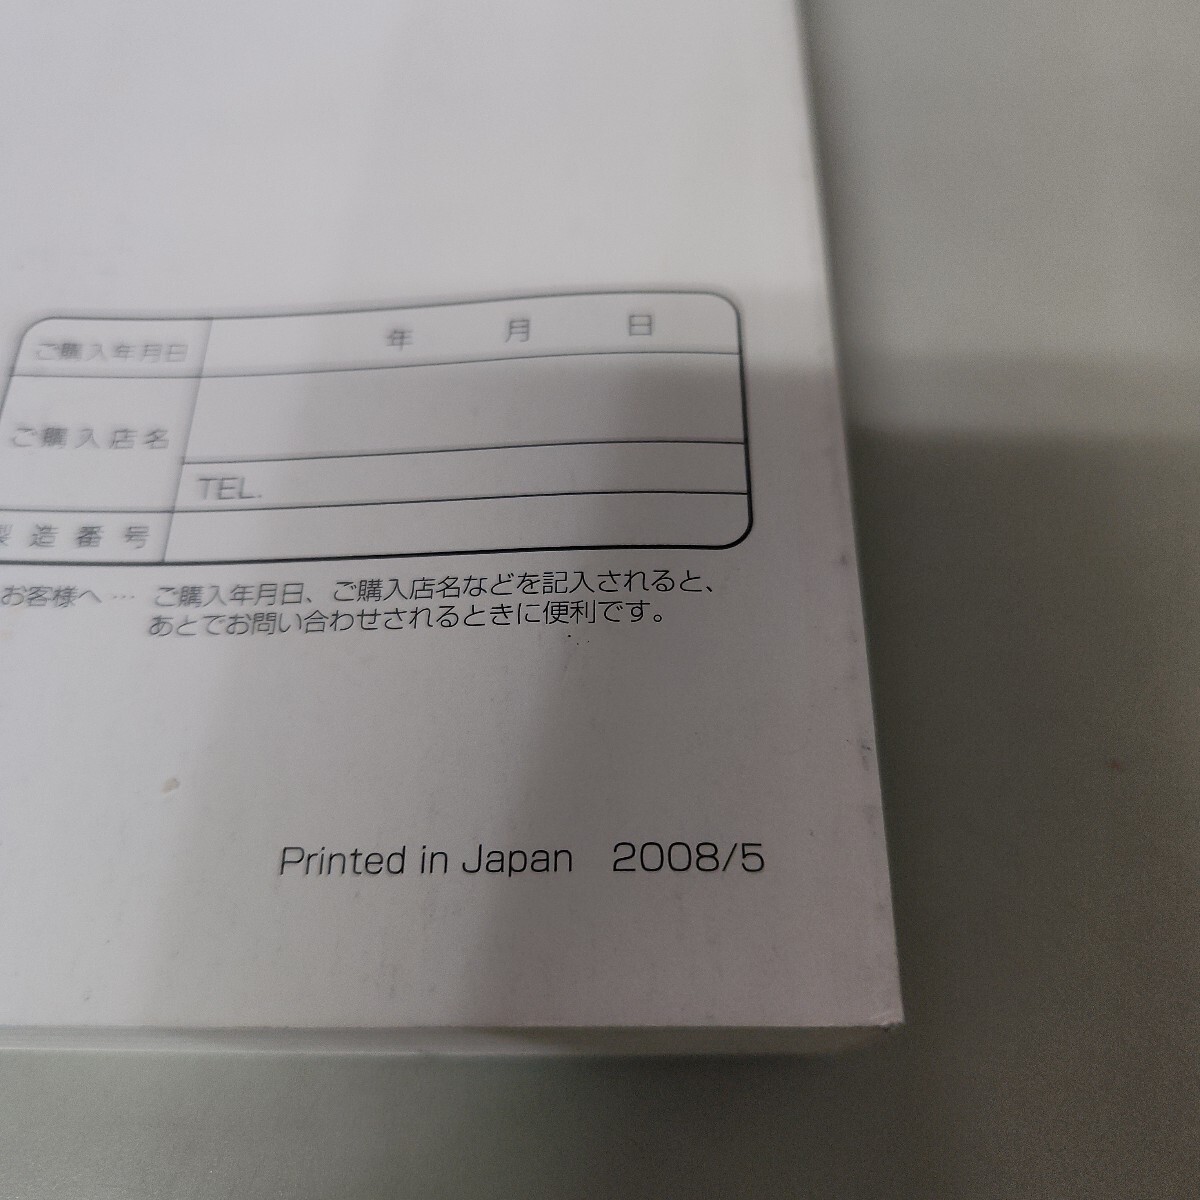 ご購入年月日 年 月 日
ご購入店名
TEL.
製造番号
お客様へ… ご購入年月日、ご購入店名などを記入されると、
あとでお問い合わせされるときに便利です。
Printed in Japan 2008/5